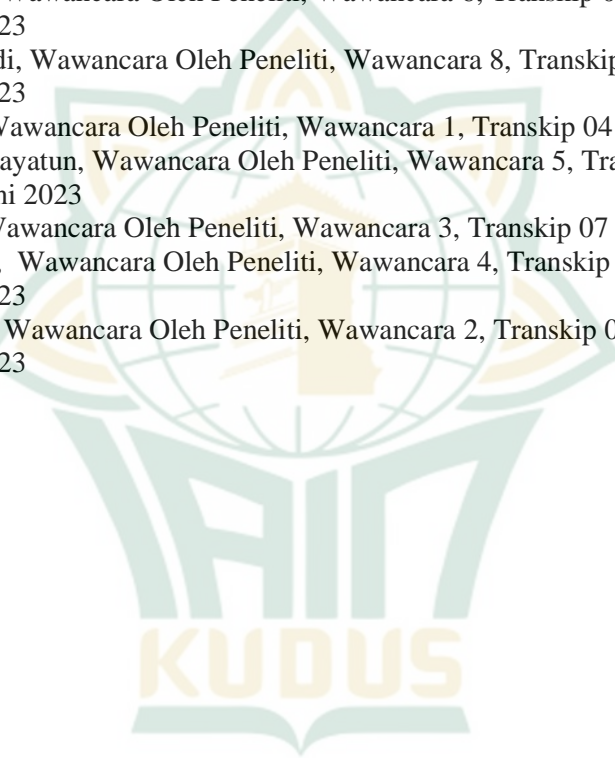 Wawancara Oleh Peneliti, Wawancara Transkip
23
di, Wawancara Oleh Peneliti, Wawancara 8, Transkip
23
Wawancara Oleh Peneliti, Wawancara 1, Transkip 04
ayatun, Wawancara Oleh Peneliti, Wawancara 5, Tra
ni 2023
Wawancara Oleh Peneliti, Wawancara 3, Transkip 07
, Wawancara Oleh Peneliti, Wawancara 4, Transkip
23
Wawancara Oleh Peneliti, Wawancara 2, Transkip 0
23
IAIN
KUDUS